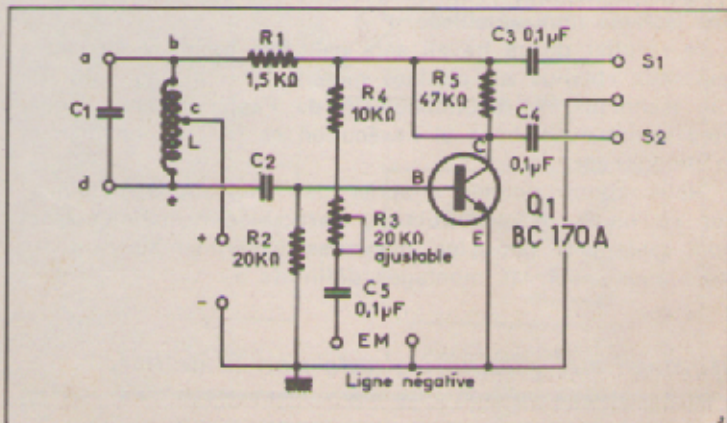 a
b
R1
1,5 KΩ
C3 0,1µF
S1
C1
c
L
R4
10KΩ
R5
47KΩ
C4
0,1µF
S2
d
e
C2
B
C
E
Q1
BC 170A
+
-
R2
20KΩ
R3
20KΩ
ajustable
C5
0,1µF
EM
Ligne négative